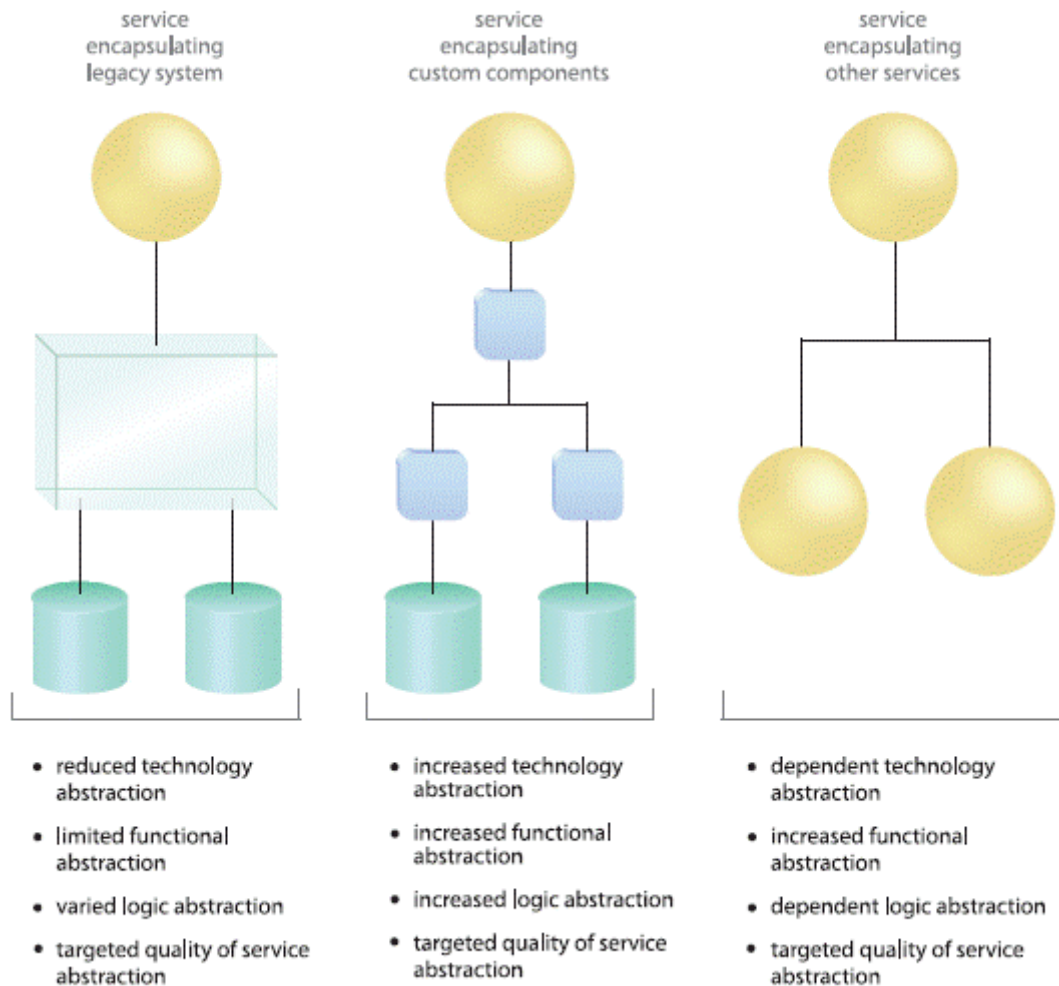 service
encapsulating
legacy system
service
encapsulating
custom components
service
encapsulating
other services
• reduced technology
abstraction
• limited functional
abstraction
• varied logic abstraction
• targeted quality of service
abstraction
• increased technology
abstraction
• increased functional
abstraction
• increased logic abstraction
• targeted quality of service
abstraction
• dependent technology
abstraction
• increased functional
abstraction
• dependent logic abstraction
• targeted quality of service
abstraction